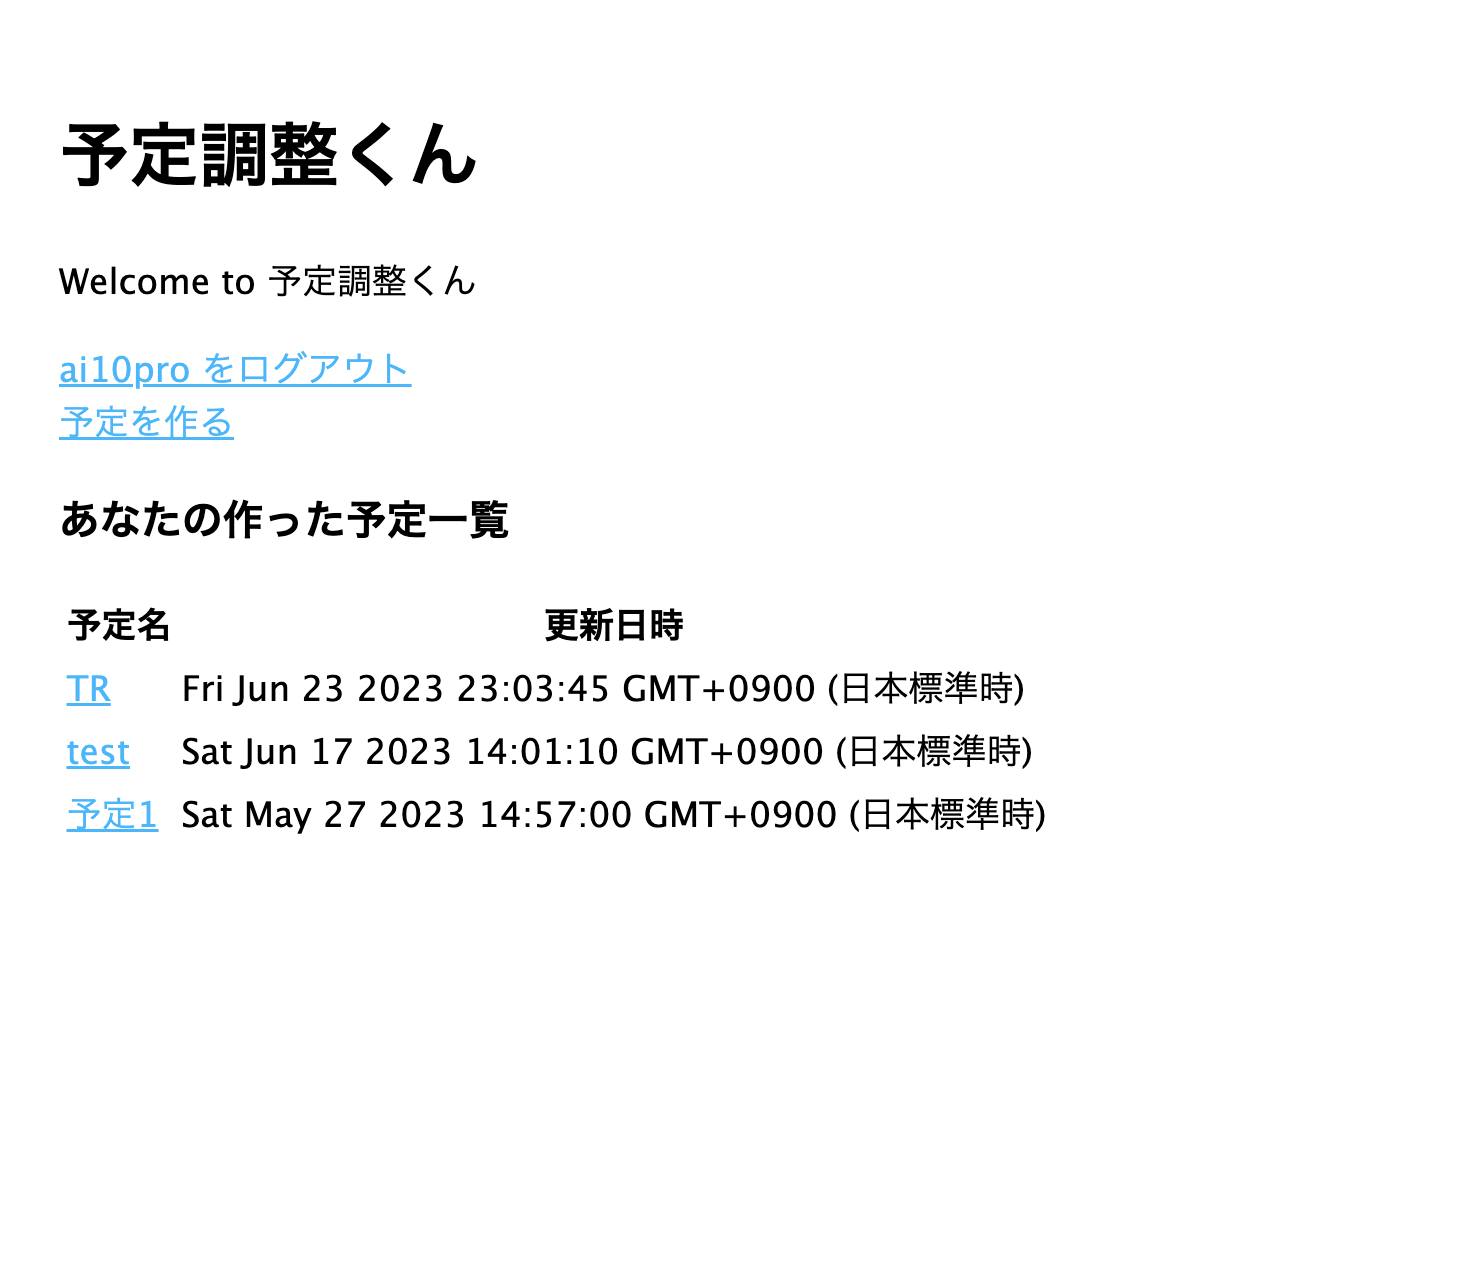 予定調整くん
Welcome to 予定調整くん
ai10pro をログアウト
予定を作る
あなたの作った予定一覧
予定名 更新日時
TR Fri Jun 23 2023 23:03:45 GMT+0900 (日本標準時)
test Sat Jun 17 2023 14:01:10 GMT+0900 (日本標準時)
予定1 Sat May 27 2023 14:57:00 GMT+0900 (日本標準時)